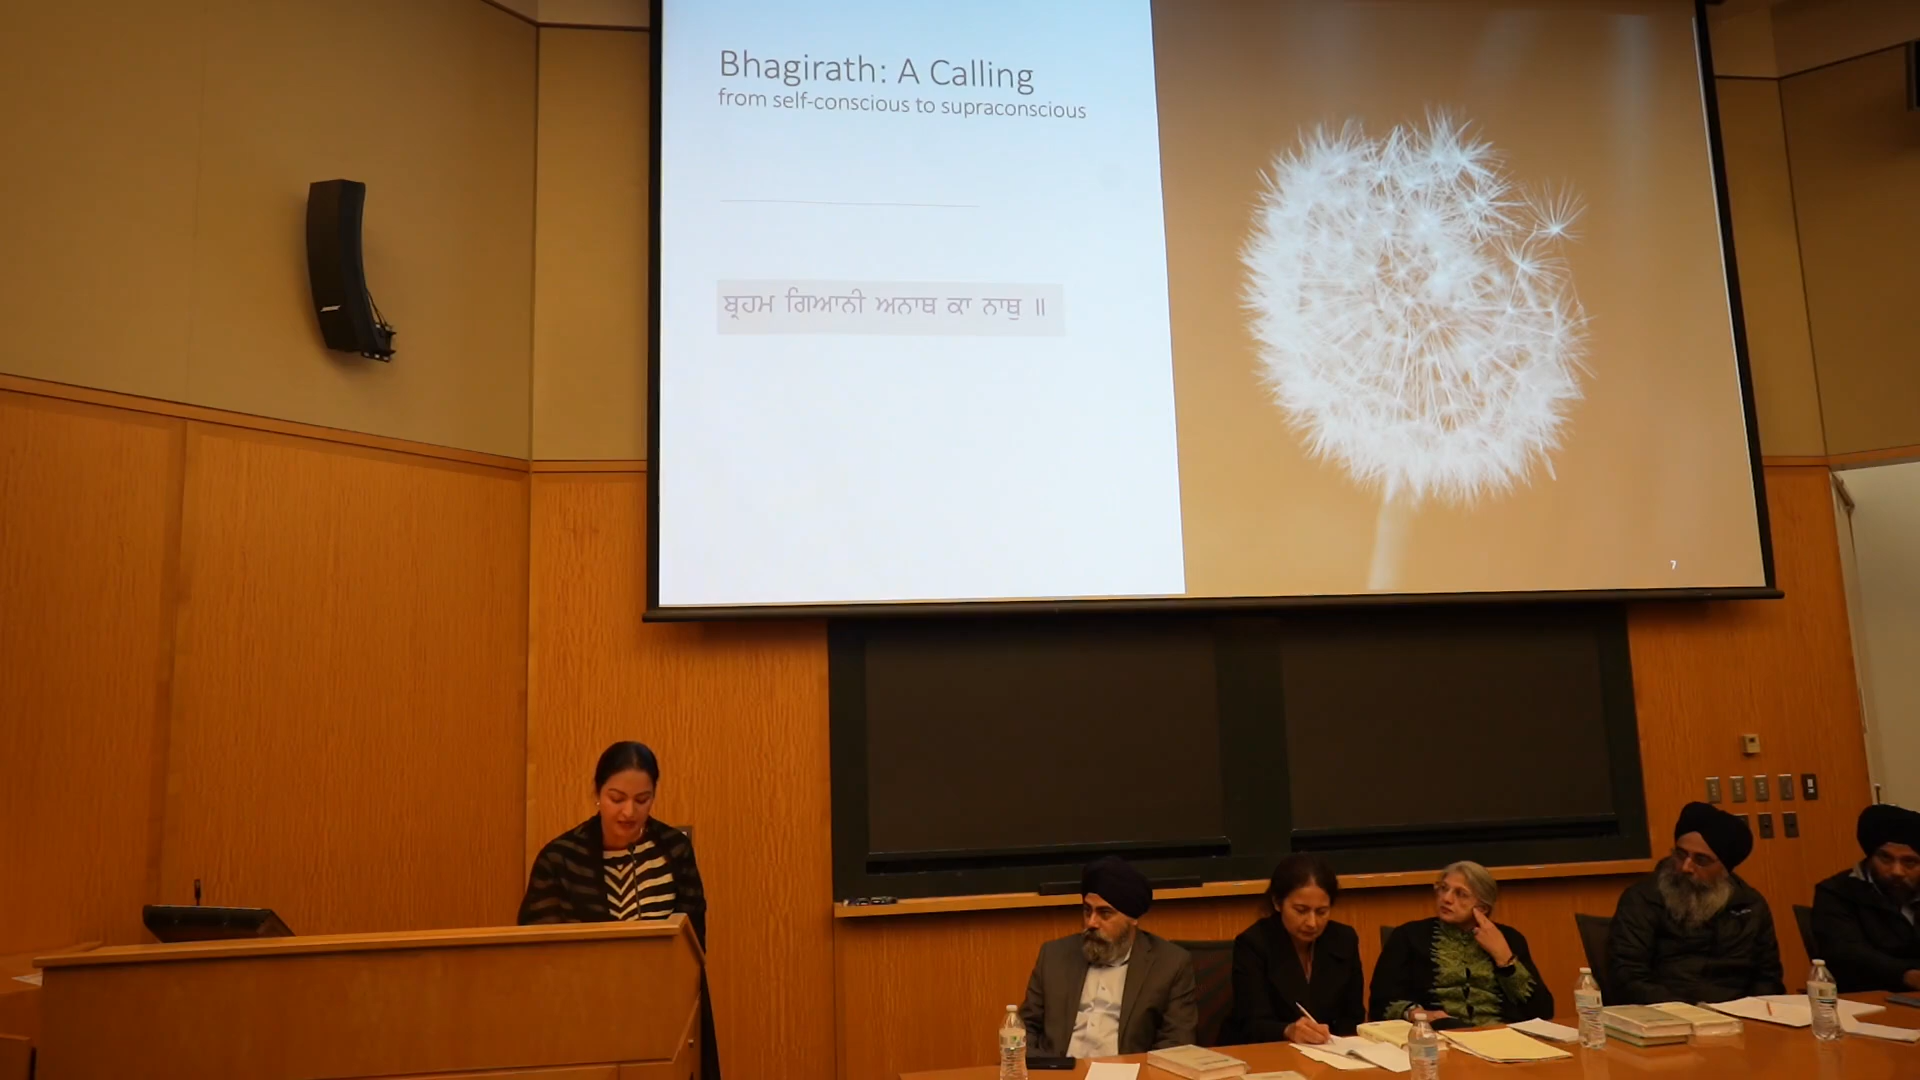 Bhagirath: A Calling
from self-conscious to supraconscious
ਬ੍ਰਹਮ ਗਿਆਨੀ ਅਨਾਥ ਕਾ ਨਾਥੁ ॥
7